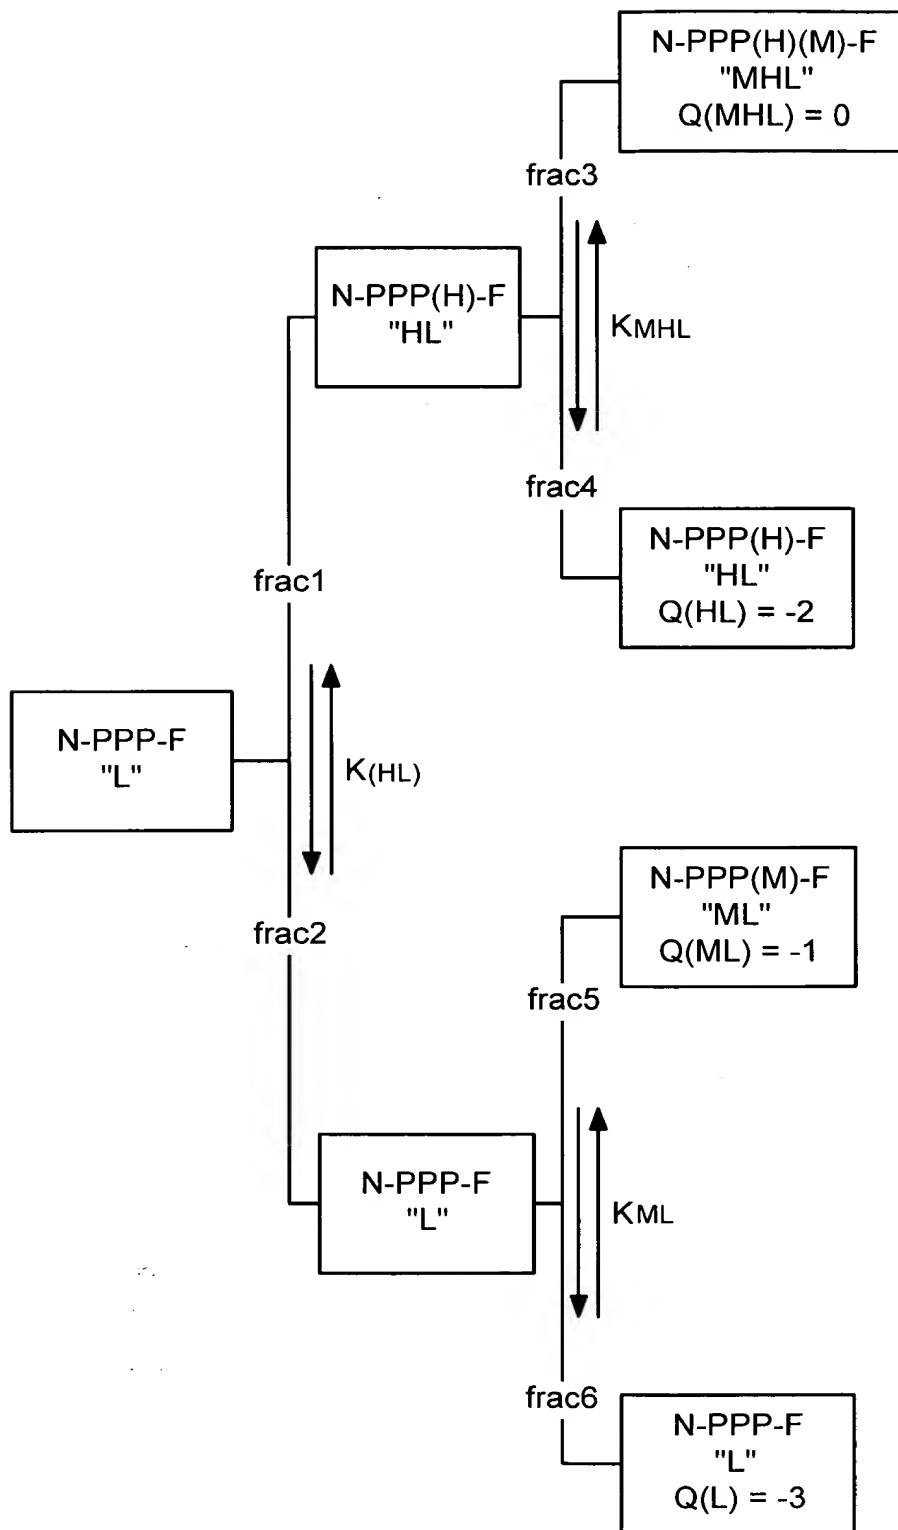 N-PPP(H)(M)-F
"MHL"
Q(MHL) = 0
frac3
N-PPP(H)-F
"HL"
KMHL
frac4
N-PPP(H)-F
"HL"
Q(HL) = -2
frac1
N-PPP-F
"L"
K(HL)
frac2
N-PPP(M)-F
"ML"
Q(ML) = -1
frac5
N-PPP-F
"L"
KML
frac6
N-PPP-F
"L"
Q(L) = -3